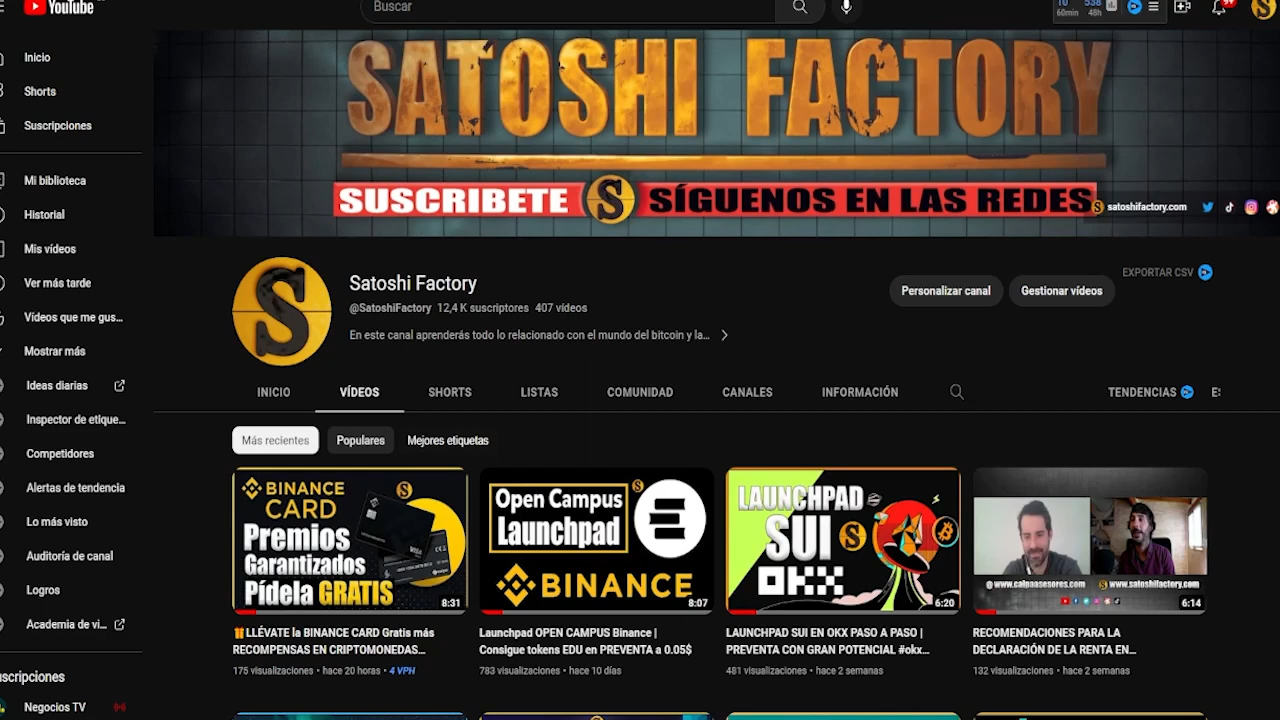 YouTube
Buscar
10
60min
538
48h
9+
Inicio
Shorts
Suscripciones
Mi biblioteca
Historial
Mis vídeos
Ver más tarde
Vídeos que me gus...
Mostrar más
Ideas diarias
Inspector de etique...
Competidores
Alertas de tendencia
Lo más visto
Auditoría de canal
Logros
Academia de vi...
scripciones
Negocios TV
SATOSHI FACTORY
SUSCRIBETE S SÍGUENOS EN LAS REDES
satoshifactory.com
Satoshi Factory
@SatoshiFactory 12,4 K suscriptores 407 vídeos
En este canal aprenderás todo lo relacionado con el mundo del bitcoin y la...
Personalizar canal
Gestionar vídeos
EXPORTAR CSV
INICIO VÍDEOS SHORTS LISTAS COMUNIDAD CANALES INFORMACIÓN TENDENCIAS
Más recientes Populares Mejores etiquetas
BINANCE
CARD
Premios
Garantizados
Pídela GRATIS
8:31
LLÉVATE la BINANCE CARD Gratis más
RECOMPENSAS EN CRIPTOMONEDAS...
175 visualizaciones • hace 20 horas • 4 VPH
Open Campus
Launchpad
BINANCE
8:07
Launchpad OPEN CAMPUS Binance |
Consigue tokens EDU en PREVENTA a 0.05$
783 visualizaciones • hace 10 días
LAUNCHPAD
SUI
OKX
6:20
LAUNCHPAD SUI EN OKX PASO A PASO |
PREVENTA CON GRAN POTENCIAL #okx...
481 visualizaciones • hace 2 semanas
@ www.calpaasesores.com
www.satoshifactory.com
6:14
RECOMENDACIONES PARA LA
DECLARACIÓN DE LA RENTA EN...
132 visualizaciones • hace 2 semanas